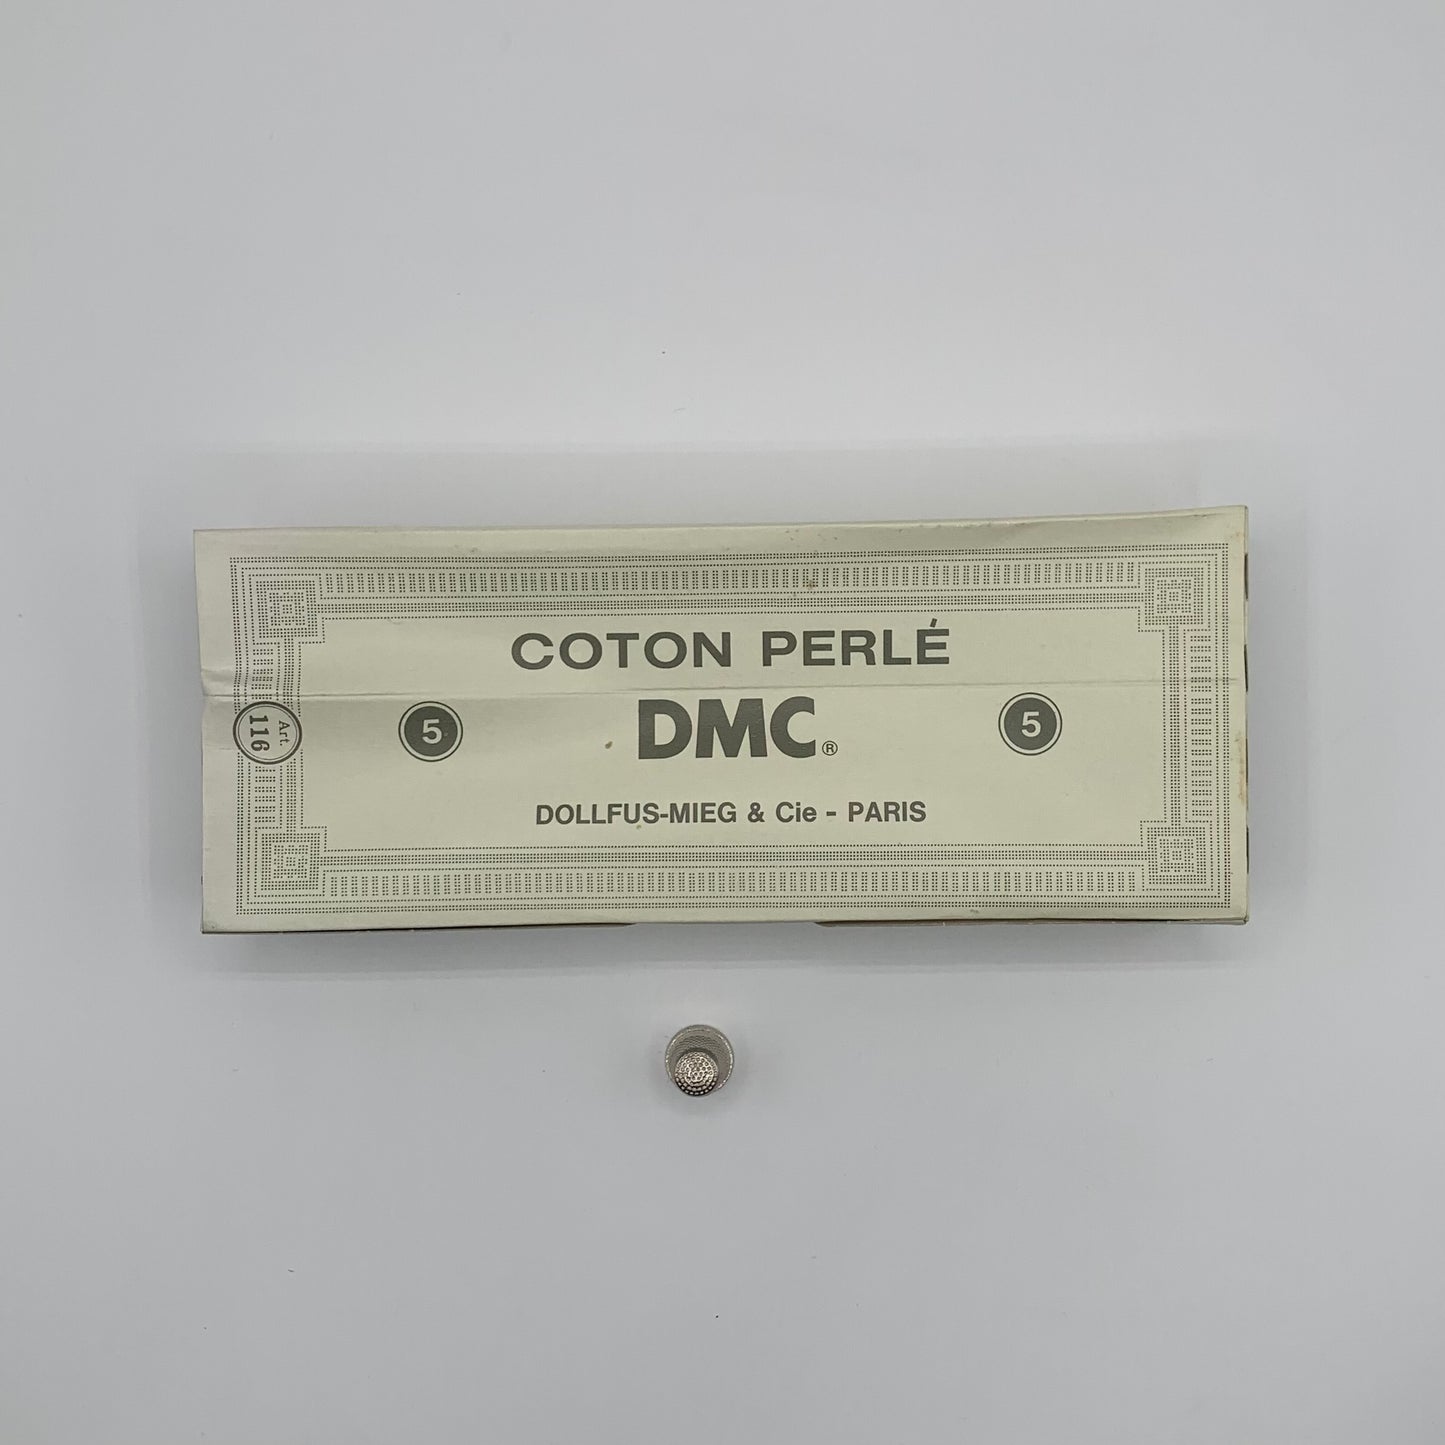 COTON PERLÉ
Art.
116
5
DMC®
5
DOLLFUS-MIEG & Cie - PARIS